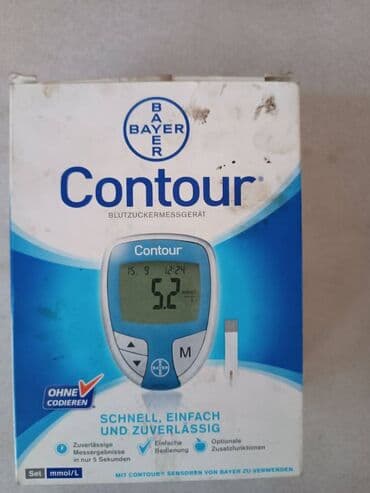 BAYER
BAYER
Contour®
BLUTZUCKERMESSGERÄT
Contour
15. 9 12:24
5.2
M
BAYER
OHNE
CODIEREN
SCHNELL, EINFACH
UND ZUVERLÄSSIG
Zuverlässige
Messergebnisse
in nur 5 Sekunden
Einfache
Bedienung
Optionale
Zusatzfunktionen
Set mmol/L
MIT CONTOUR® SENSOREN VON BAYER ZU VERWENDEN